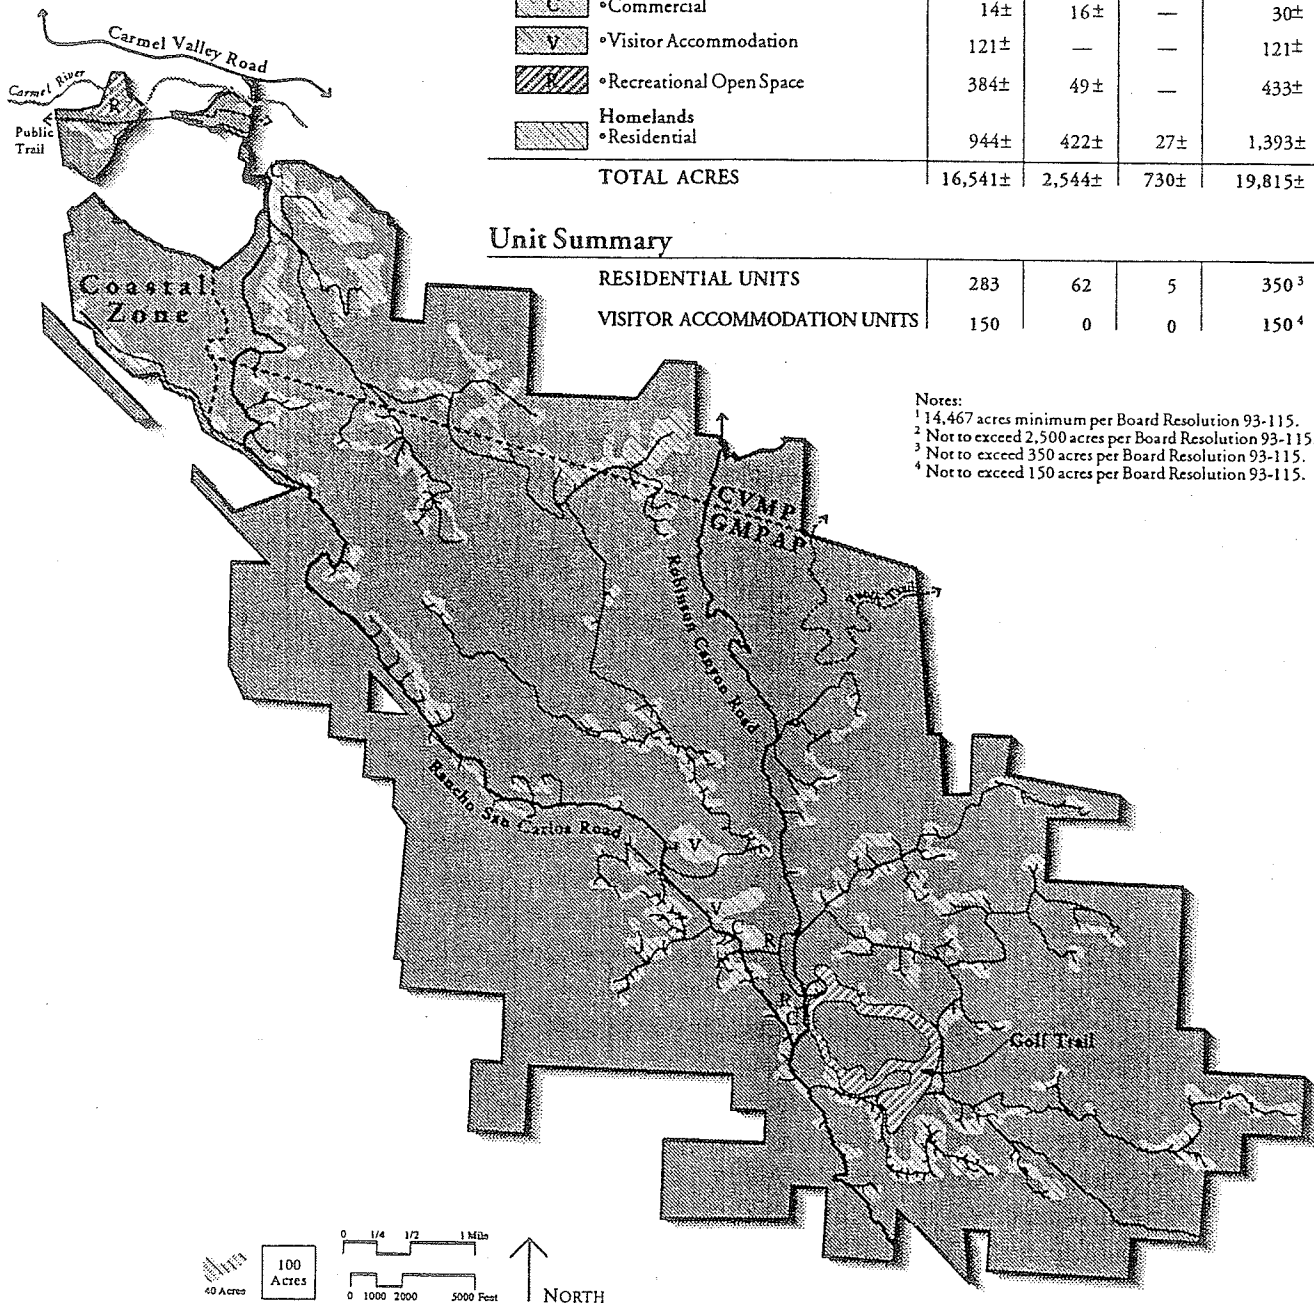 C •Commercial 14± 16± — 30±
V •Visitor Accommodation 121± — — 121±
R •Recreational Open Space 384± 49± — 433±
Homelands
•Residential 944± 422± 27± 1,393±
TOTAL ACRES 16,541± 2,544± 730± 19,815±
Unit Summary
RESIDENTIAL UNITS 283 62 5 350³
VISITOR ACCOMMODATION UNITS 150 0 0 150⁴
Notes:
¹ 14,467 acres minimum per Board Resolution 93-115.
² Not to exceed 2,500 acres per Board Resolution 93-115
³ Not to exceed 350 acres per Board Resolution 93-115.
⁴ Not to exceed 150 acres per Board Resolution 93-115.
Carmel Valley Road
Carmel River
R
Public
Trail
C
Coastal
Zone
CVMP
GMPAP
Robinson Canyon Road
Trail
Rancho San Carlos Road
V
V
C
R
R
C
Golf Trail
40 Acres
100
Acres
0 1/4 1/2 1 Mile
0 1000 2000 5000 Feet
NORTH